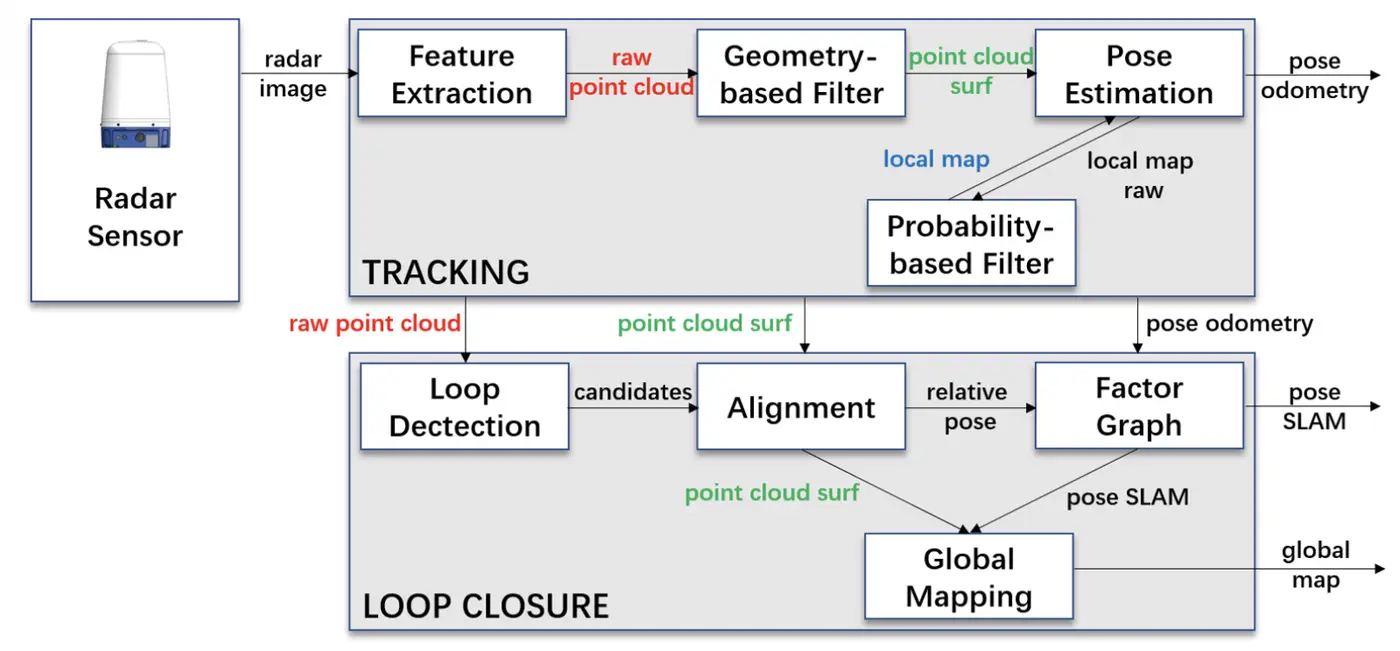 Radar
Sensor
radar
image
Feature
Extraction
raw
point cloud
Geometry-
based Filter
point cloud
surf
Pose
Estimation
pose
odometry
local map
local map
raw
Probability-
based Filter
TRACKING
raw point cloud
point cloud surf
pose odometry
Loop
Dectection
candidates
Alignment
relative
pose
Factor
Graph
pose
SLAM
point cloud surf
pose SLAM
Global
Mapping
global
map
LOOP CLOSURE